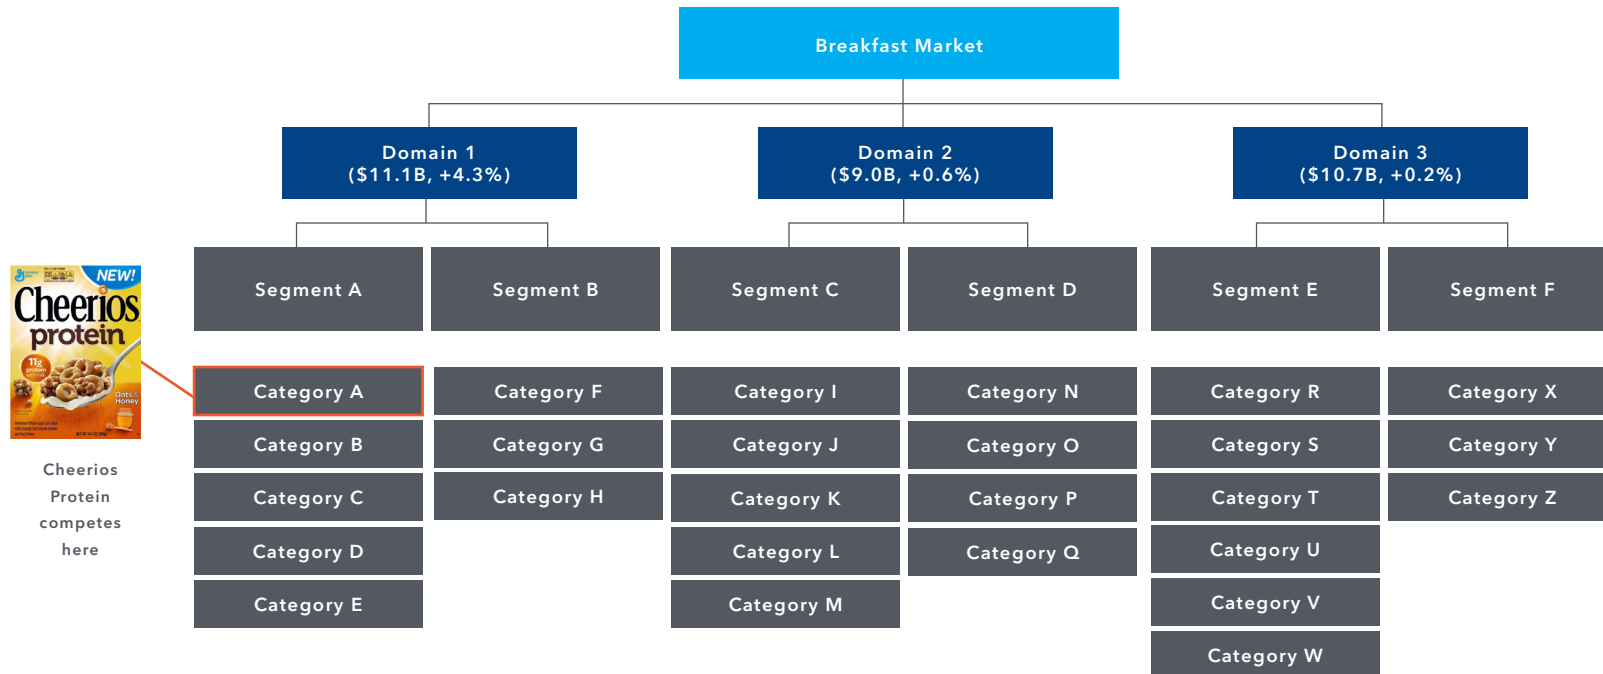 Breakfast Market
Domain 1
($11.1B, +4.3%)
Domain 2
($9.0B, +0.6%)
Domain 3
($10.7B, +0.2%)
Segment A
Segment B
Segment C
Segment D
Segment E
Segment F
NEW!
Cheerios
protein
11g
protein
Oats &
Honey
Cheerios
Protein
competes
here
Category A
Category B
Category C
Category D
Category E
Category F
Category G
Category H
Category I
Category J
Category K
Category L
Category M
Category N
Category O
Category P
Category Q
Category R
Category S
Category T
Category U
Category V
Category W
Category X
Category Y
Category Z